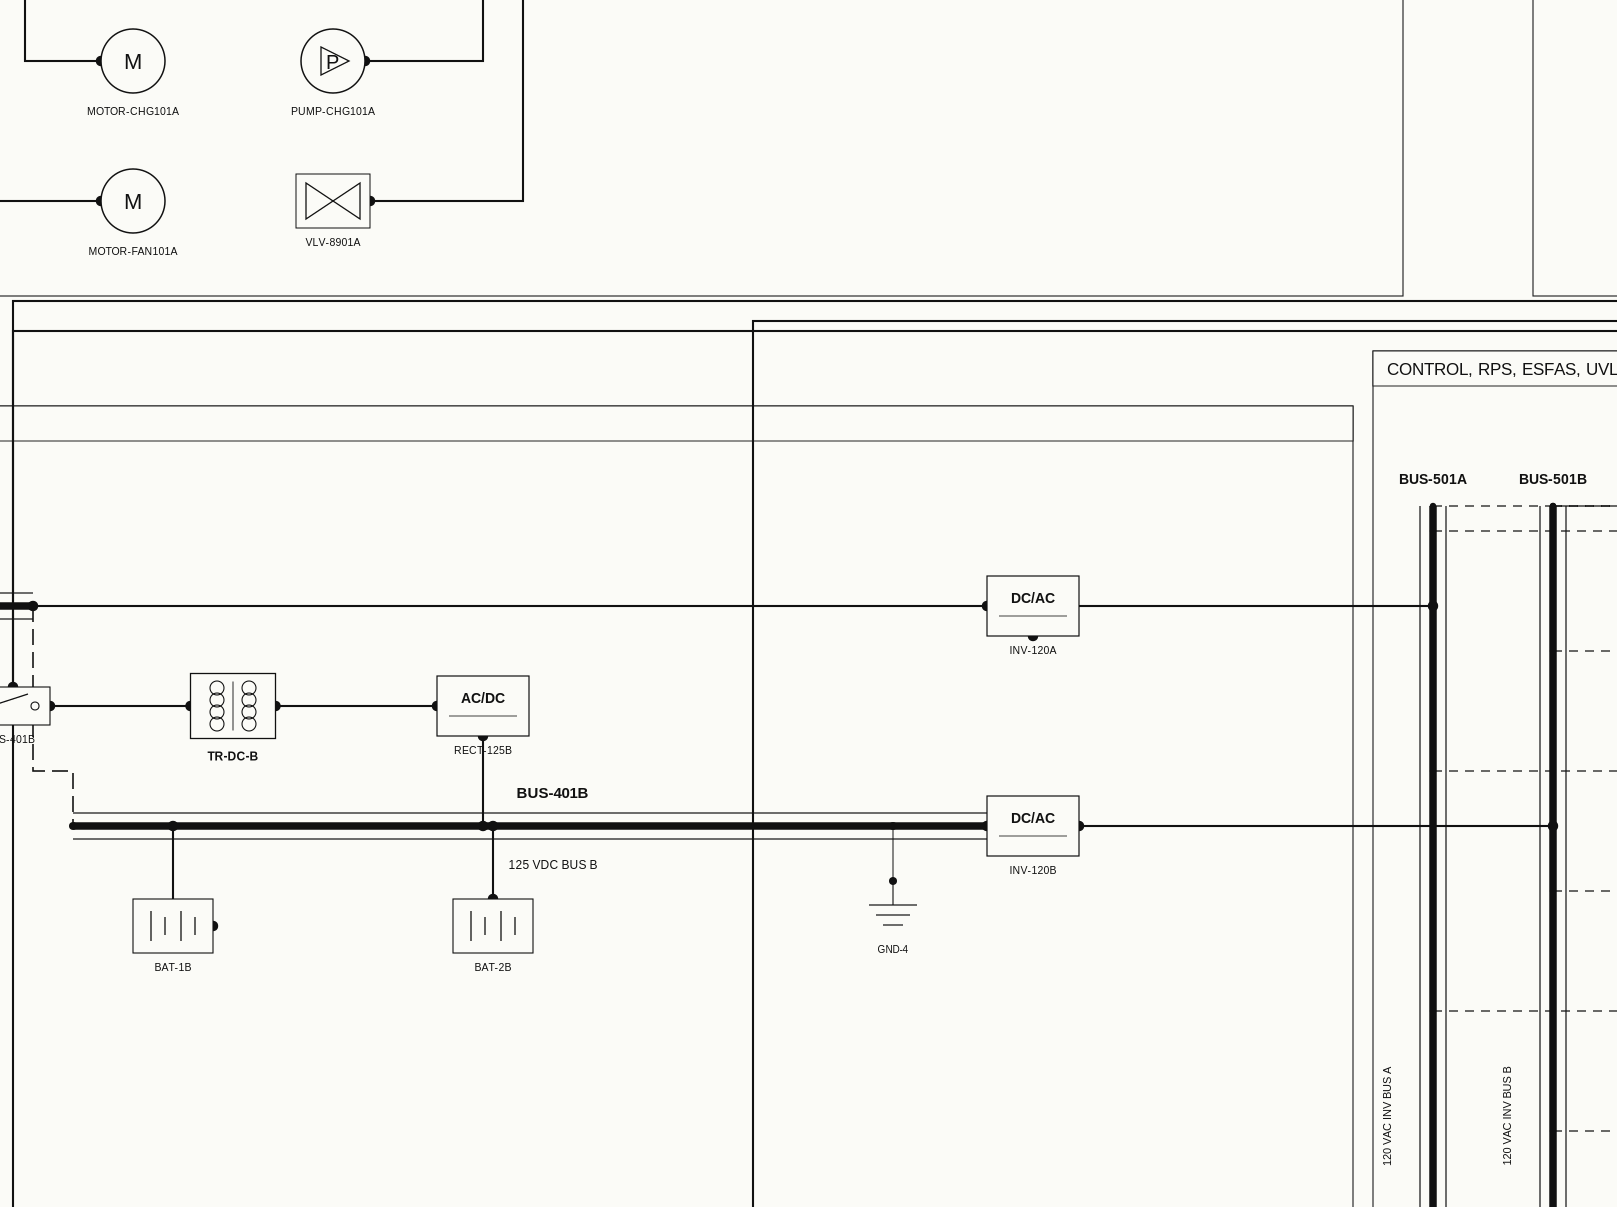 M
P
MOTOR-CHG101A
PUMP-CHG101A
M
MOTOR-FAN101A
VLV-8901A
CONTROL, RPS, ESFAS, UVL
BUS-501A
BUS-501B
DC/AC
INV-120A
AC/DC
S-401B
TR-DC-B
RECT-125B
BUS-401B
DC/AC
125 VDC BUS B
INV-120B
BAT-1B
BAT-2B
GND-4
120 VAC INV BUS A
120 VAC INV BUS B